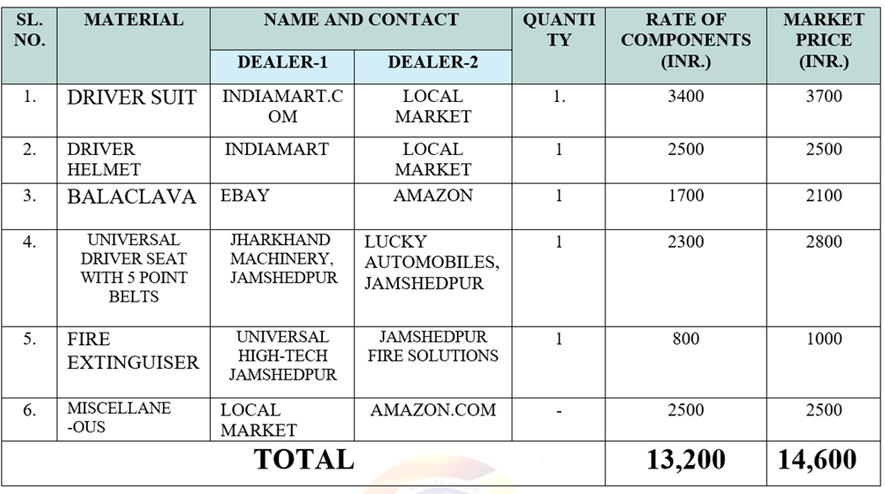 SL. NO. MATERIAL NAME AND CONTACT QUANTI TY RATE OF COMPONENTS (INR.) MARKET PRICE (INR.)
DEALER-1 DEALER-2
1. DRIVER SUIT INDIAMART.C OM LOCAL MARKET 1. 3400 3700
2. DRIVER HELMET INDIAMART LOCAL MARKET 1 2500 2500
3. BALACLAVA EBAY AMAZON 1 1700 2100
4. UNIVERSAL DRIVER SEAT WITH 5 POINT BELTS JHARKHAND MACHINERY, JAMSHEDPUR LUCKY AUTOMOBILES, JAMSHEDPUR 1 2300 2800
5. FIRE EXTINGUISER UNIVERSAL HIGH-TECH JAMSHEDPUR JAMSHEDPUR FIRE SOLUTIONS 1 800 1000
6. MISCELLANE -OUS LOCAL MARKET AMAZON.COM - 2500 2500
TOTAL 13,200 14,600